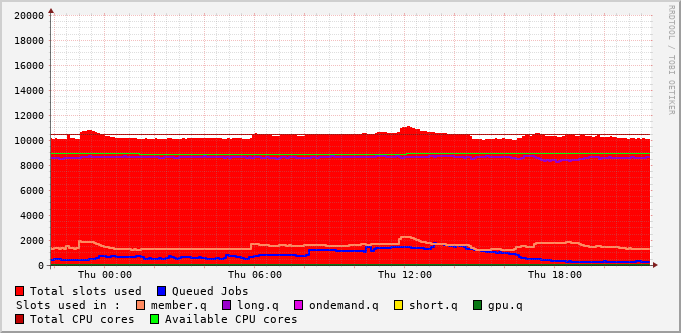 20000
18000
16000
14000
12000
10000
8000
6000
4000
2000
0
Thu 00:00 Thu 06:00 Thu 12:00 Thu 18:00
Total slots used Queued Jobs
Slots used in : member.q long.q ondemand.q short.q gpu.q
Total CPU cores Available CPU cores
RRDTOOL / TOBI OETIKER